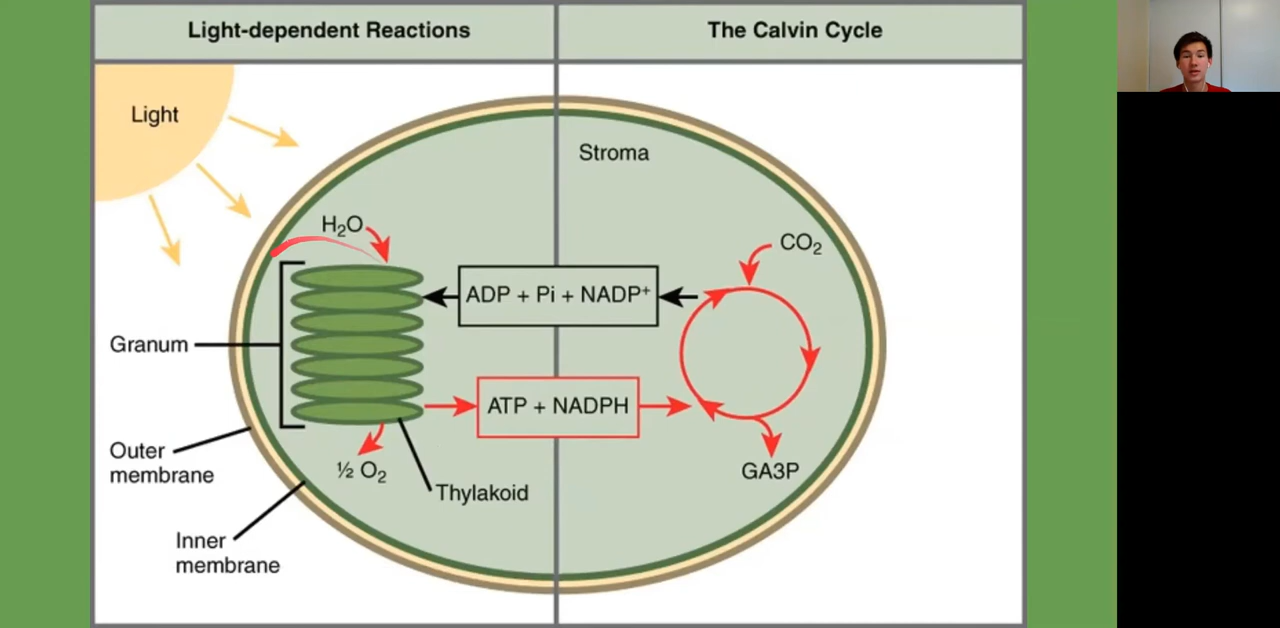 Light-dependent Reactions
The Calvin Cycle
Light
Stroma
H₂O
CO₂
ADP + Pi + NADP⁺
Granum
ATP + NADPH
Outer
membrane
½ O₂
GA3P
Thylakoid
Inner
membrane